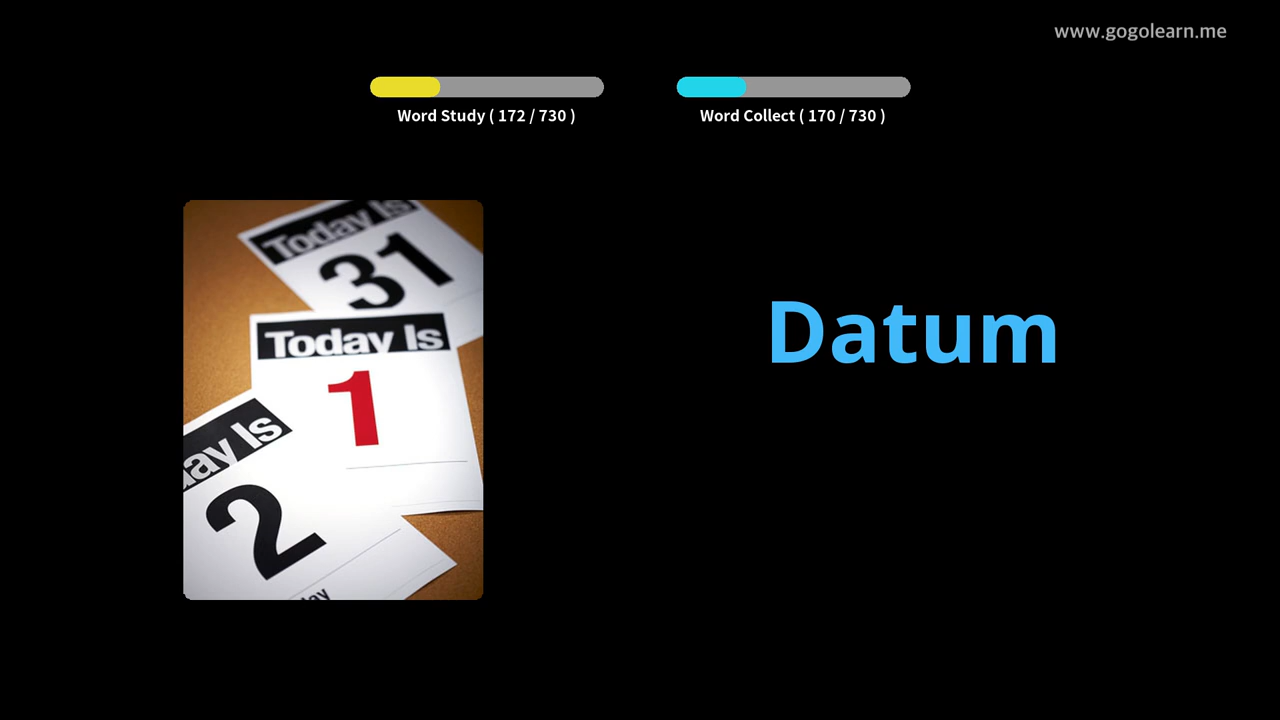 www.gogolearn.me
Word Study ( 172 / 730 )
Word Collect ( 170 / 730 )
Today Is
31
Today Is
1
ay Is
2
Datum